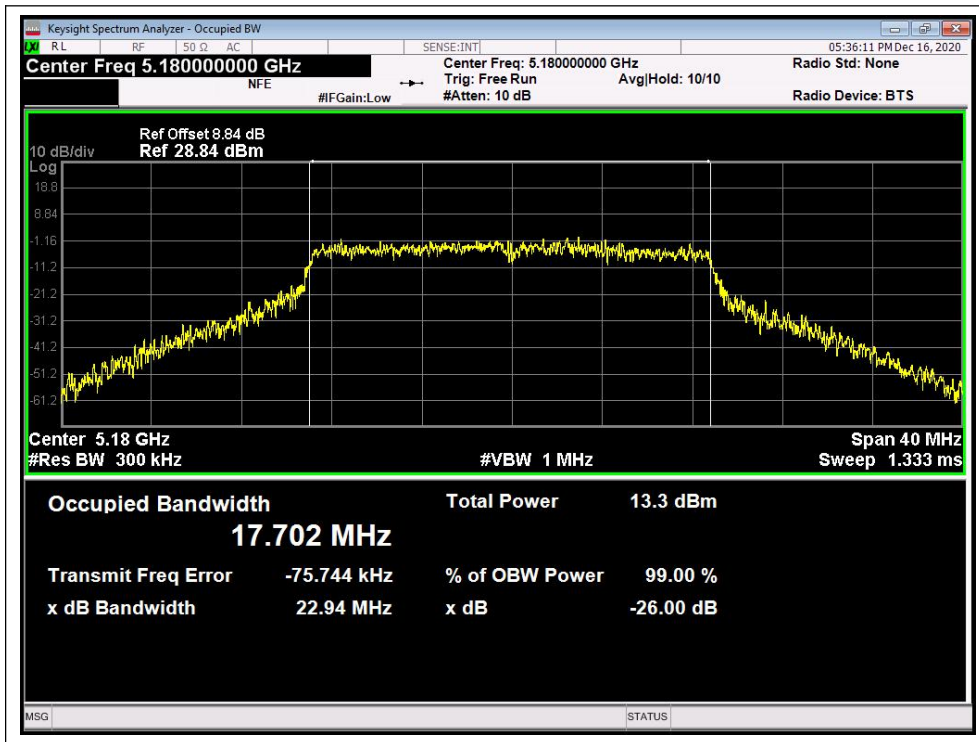 Keysight Spectrum Analyzer - Occupied BW
LXI RL RF 50 Ω AC SENSE:INT 05:36:11 PM Dec 16, 2020
Center Freq 5.180000000 GHz Center Freq: 5.180000000 GHz Radio Std: None
NFE Trig: Free Run Avg|Hold: 10/10
#IFGain:Low #Atten: 10 dB Radio Device: BTS
Ref Offset 8.84 dB
10 dB/div Ref 28.84 dBm
Log
18.8
8.84
-1.16
-11.2
-21.2
-31.2
-41.2
-51.2
-61.2
Center 5.18 GHz Span 40 MHz
#Res BW 300 kHz #VBW 1 MHz Sweep 1.333 ms
Occupied Bandwidth Total Power 13.3 dBm
17.702 MHz
Transmit Freq Error -75.744 kHz % of OBW Power 99.00 %
x dB Bandwidth 22.94 MHz x dB -26.00 dB
MSG STATUS